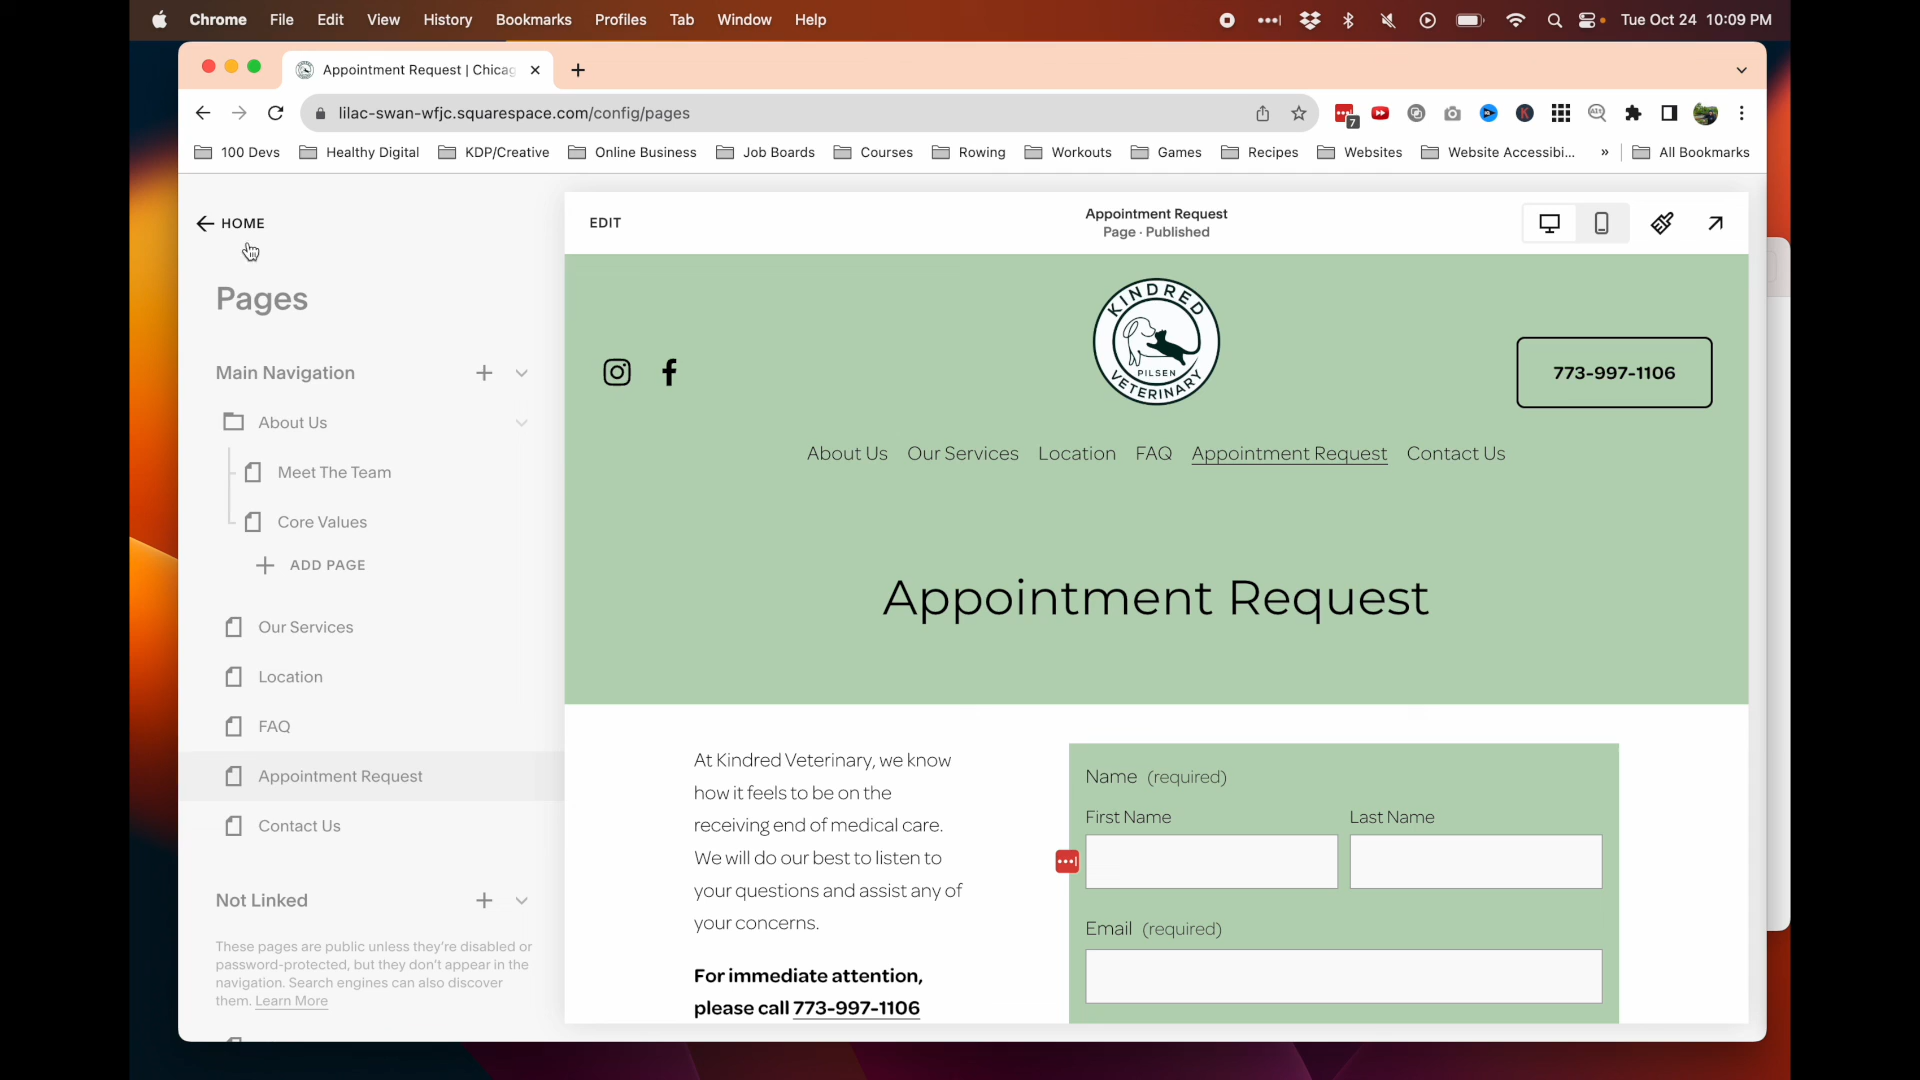 Chrome File Edit View History Bookmarks Profiles Tab Window Help Tue Oct 24 10:09 PM
Appointment Request | Chicag
lilac-swan-wfjc.squarespace.com/config/pages
7
100 Devs Healthy Digital KDP/Creative Online Business Job Boards Courses Rowing Workouts Games Recipes Websites Website Accessibi... » All Bookmarks
HOME
Pages
Main Navigation
About Us
Meet The Team
Core Values
ADD PAGE
Our Services
Location
FAQ
Appointment Request
Contact Us
Not Linked
These pages are public unless they're disabled or
password-protected, but they don't appear in the
navigation. Search engines can also discover
them. Learn More
EDIT
Appointment Request
Page · Published
KINDRED
PILSEN
VETERINARY
773-997-1106
About Us Our Services Location FAQ Appointment Request Contact Us
Appointment Request
At Kindred Veterinary, we know
how it feels to be on the
receiving end of medical care.
We will do our best to listen to
your questions and assist any of
your concerns.
For immediate attention,
please call 773-997-1106
Name (required)
First Name Last Name
Email (required)